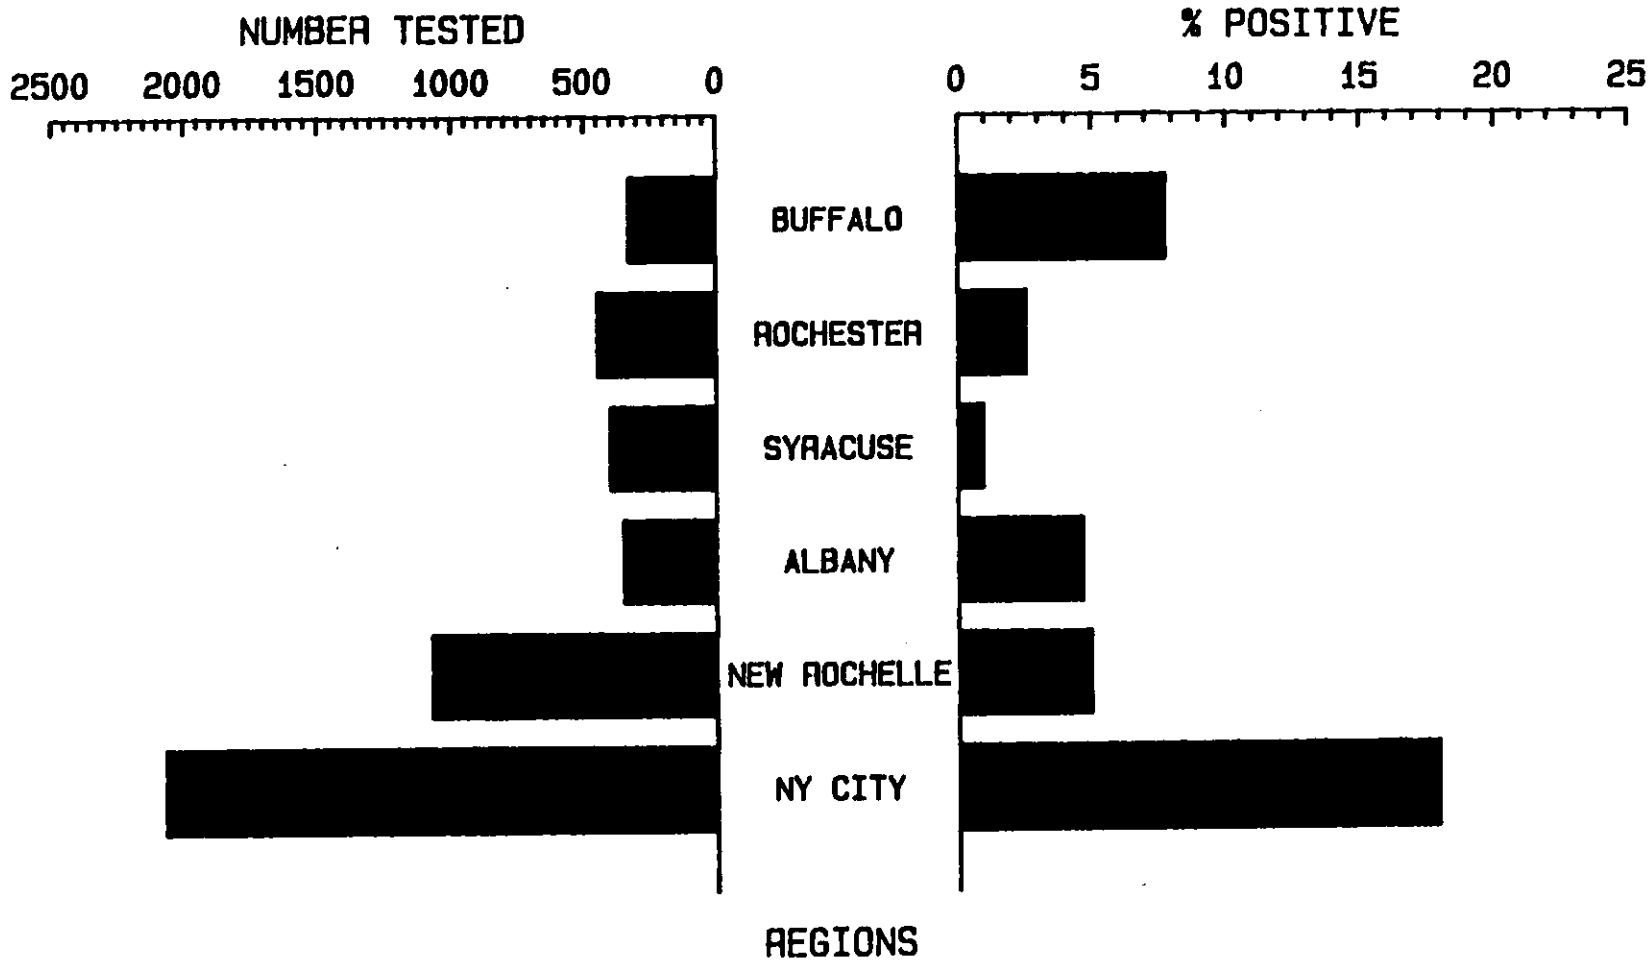 NUMBER TESTED
% POSITIVE
2500 2000 1500 1000 500 0
0 5 10 15 20 25
BUFFALO
ROCHESTER
SYRACUSE
ALBANY
NEW ROCHELLE
NY CITY
REGIONS